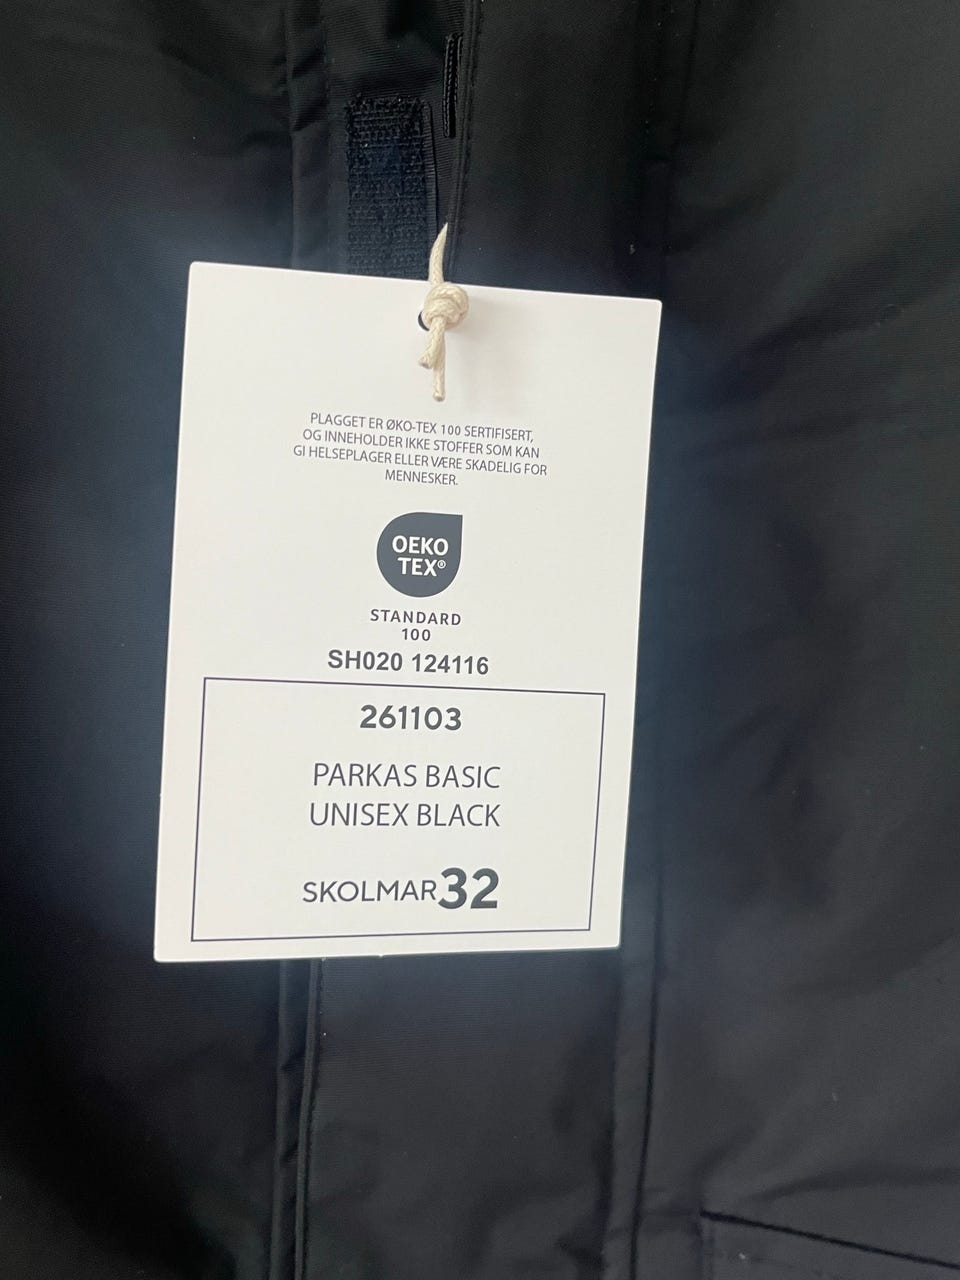 PLAGGET ER ØKO-TEX 100 SERTIFISERT,
OG INNEHOLDER IKKE STOFFER SOM KAN
GI HELSEPLAGER ELLER VÆRE SKADELIG FOR
MENNESKER.
OEKO
TEX®
STANDARD
100
SH020 124116
261103
PARKAS BASIC
UNISEX BLACK
SKOLMAR32